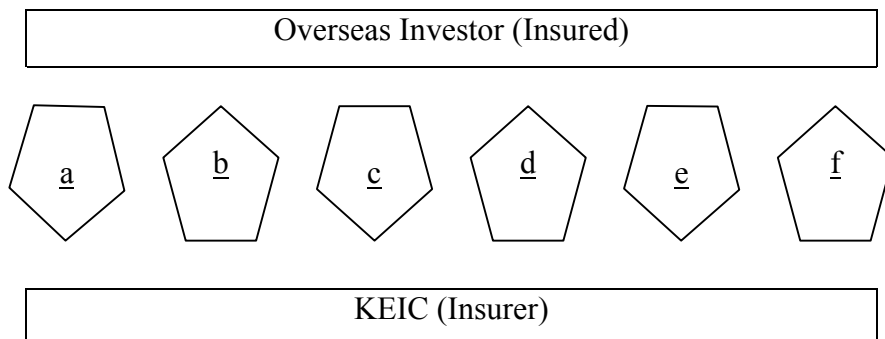 Overseas Investor (Insured)
a b c d e f
KEIC (Insurer)